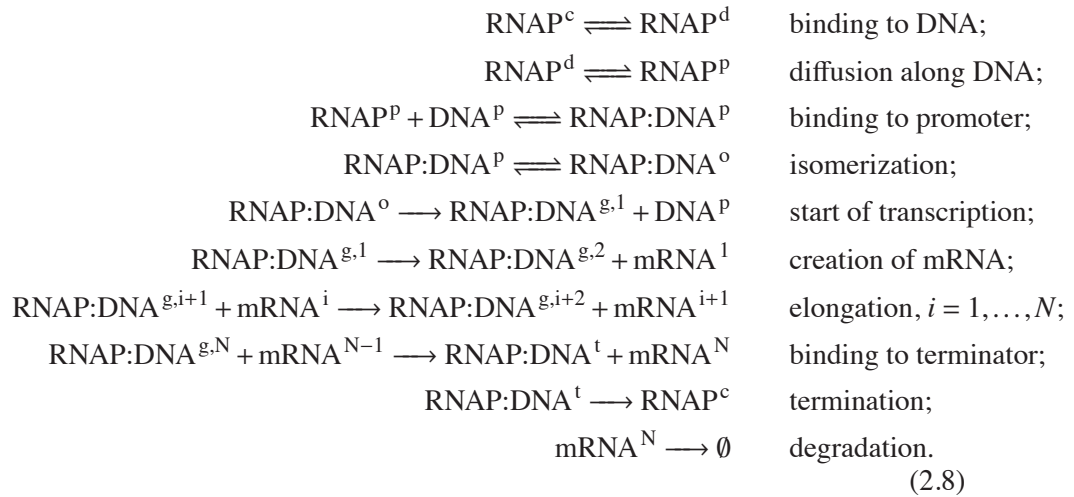 RNAP^c ⇌ RNAP^d binding to DNA;
RNAP^d ⇌ RNAP^p diffusion along DNA;
RNAP^p + DNA^p ⇌ RNAP:DNA^p binding to promoter;
RNAP:DNA^p ⇌ RNAP:DNA^o isomerization;
RNAP:DNA^o ⟶ RNAP:DNA^{g,1} + DNA^p start of transcription;
RNAP:DNA^{g,1} ⟶ RNAP:DNA^{g,2} + mRNA^1 creation of mRNA;
RNAP:DNA^{g,i+1} + mRNA^i ⟶ RNAP:DNA^{g,i+2} + mRNA^{i+1} elongation, i = 1,...,N;
RNAP:DNA^{g,N} + mRNA^{N−1} ⟶ RNAP:DNA^t + mRNA^N binding to terminator;
RNAP:DNA^t ⟶ RNAP^c termination;
mRNA^N ⟶ ∅ degradation.
(2.8)